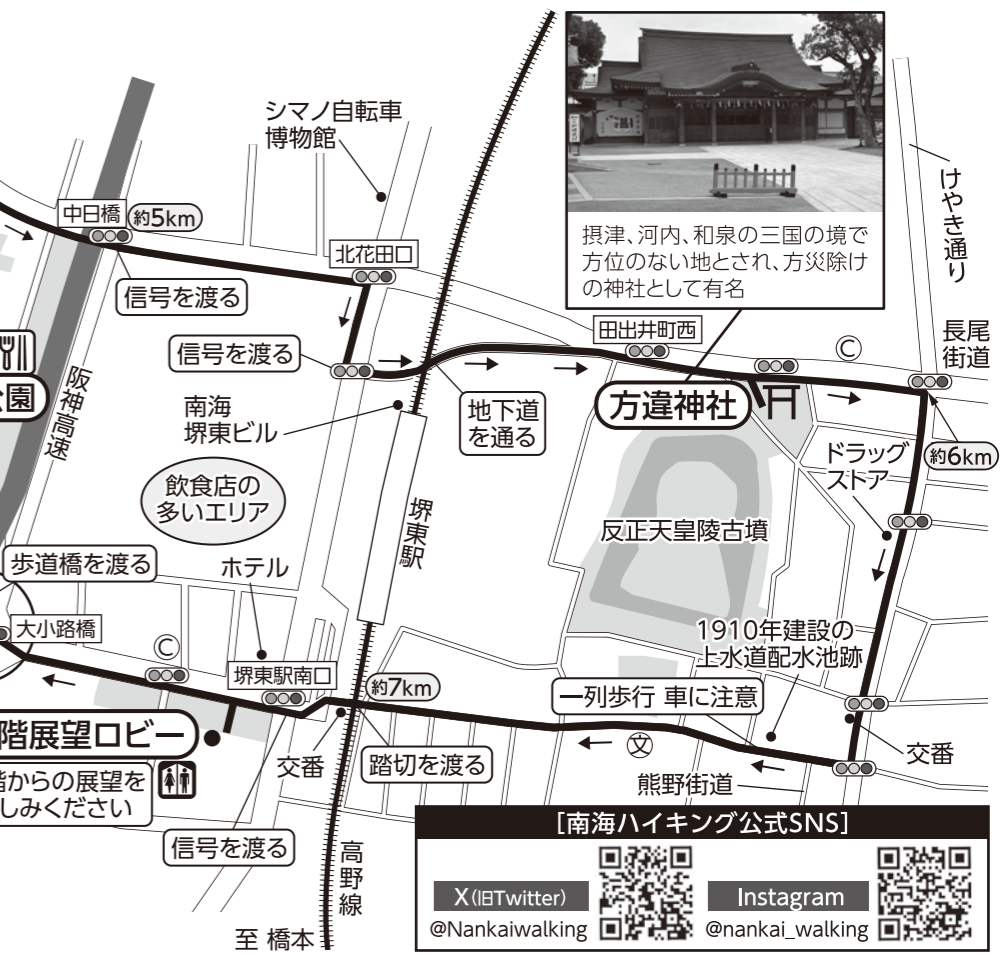 シマノ自転車
博物館
中日橋
約5km
信号を渡る
北花田口
信号を渡る
摂津、河内、和泉の三国の境で
方位のない地とされ、方災除け
の神社として有名
けやき通り
田出井町西
C
長尾
街道
公園
阪神高速
南海
堺東ビル
地下道
を通る
方違神社
約6km
ドラッグ
ストア
飲食店の
多いエリア
堺東駅
反正天皇陵古墳
歩道橋を渡る
ホテル
大小路橋
C
堺東駅南口
約7km
1910年建設の
上水道配水池跡
一列歩行 車に注意
階展望ロビー
階からの展望を
しみください
交番
踏切を渡る
文
交番
熊野街道
信号を渡る
高野線
至 橋本
[南海ハイキング公式SNS]
X(旧Twitter)
@Nankaiwalking
Instagram
@nankai_walking